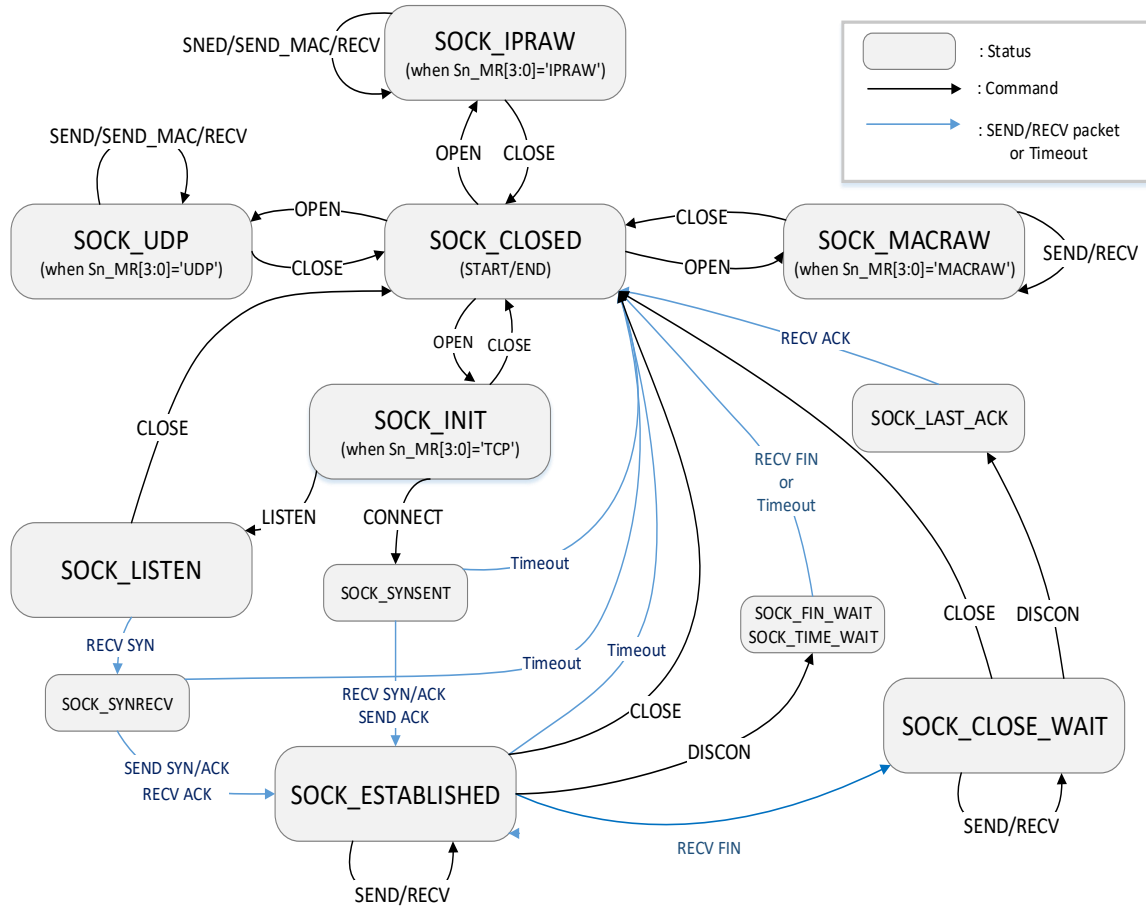 SNED/SEND_MAC/RECV
SOCK_IPRAW
(when Sn_MR[3:0]='IPRAW')
: Status
: Command
: SEND/RECV packet
or Timeout
SEND/SEND_MAC/RECV
OPEN
CLOSE
OPEN
CLOSE
SOCK_UDP
(when Sn_MR[3:0]='UDP')
CLOSE
SOCK_CLOSED
(START/END)
OPEN
SOCK_MACRAW
(when Sn_MR[3:0]='MACRAW')
SEND/RECV
OPEN
CLOSE
RECV ACK
SOCK_INIT
(when Sn_MR[3:0]='TCP')
SOCK_LAST_ACK
CLOSE
RECV FIN
or
Timeout
LISTEN
CONNECT
SOCK_LISTEN
Timeout
SOCK_SYNSENT
SOCK_FIN_WAIT
SOCK_TIME_WAIT
CLOSE
DISCON
RECV SYN
Timeout
Timeout
SOCK_SYNRECV
RECV SYN/ACK
SEND ACK
CLOSE
SOCK_CLOSE_WAIT
DISCON
SEND SYN/ACK
RECV ACK
SOCK_ESTABLISHED
SEND/RECV
RECV FIN
SEND/RECV